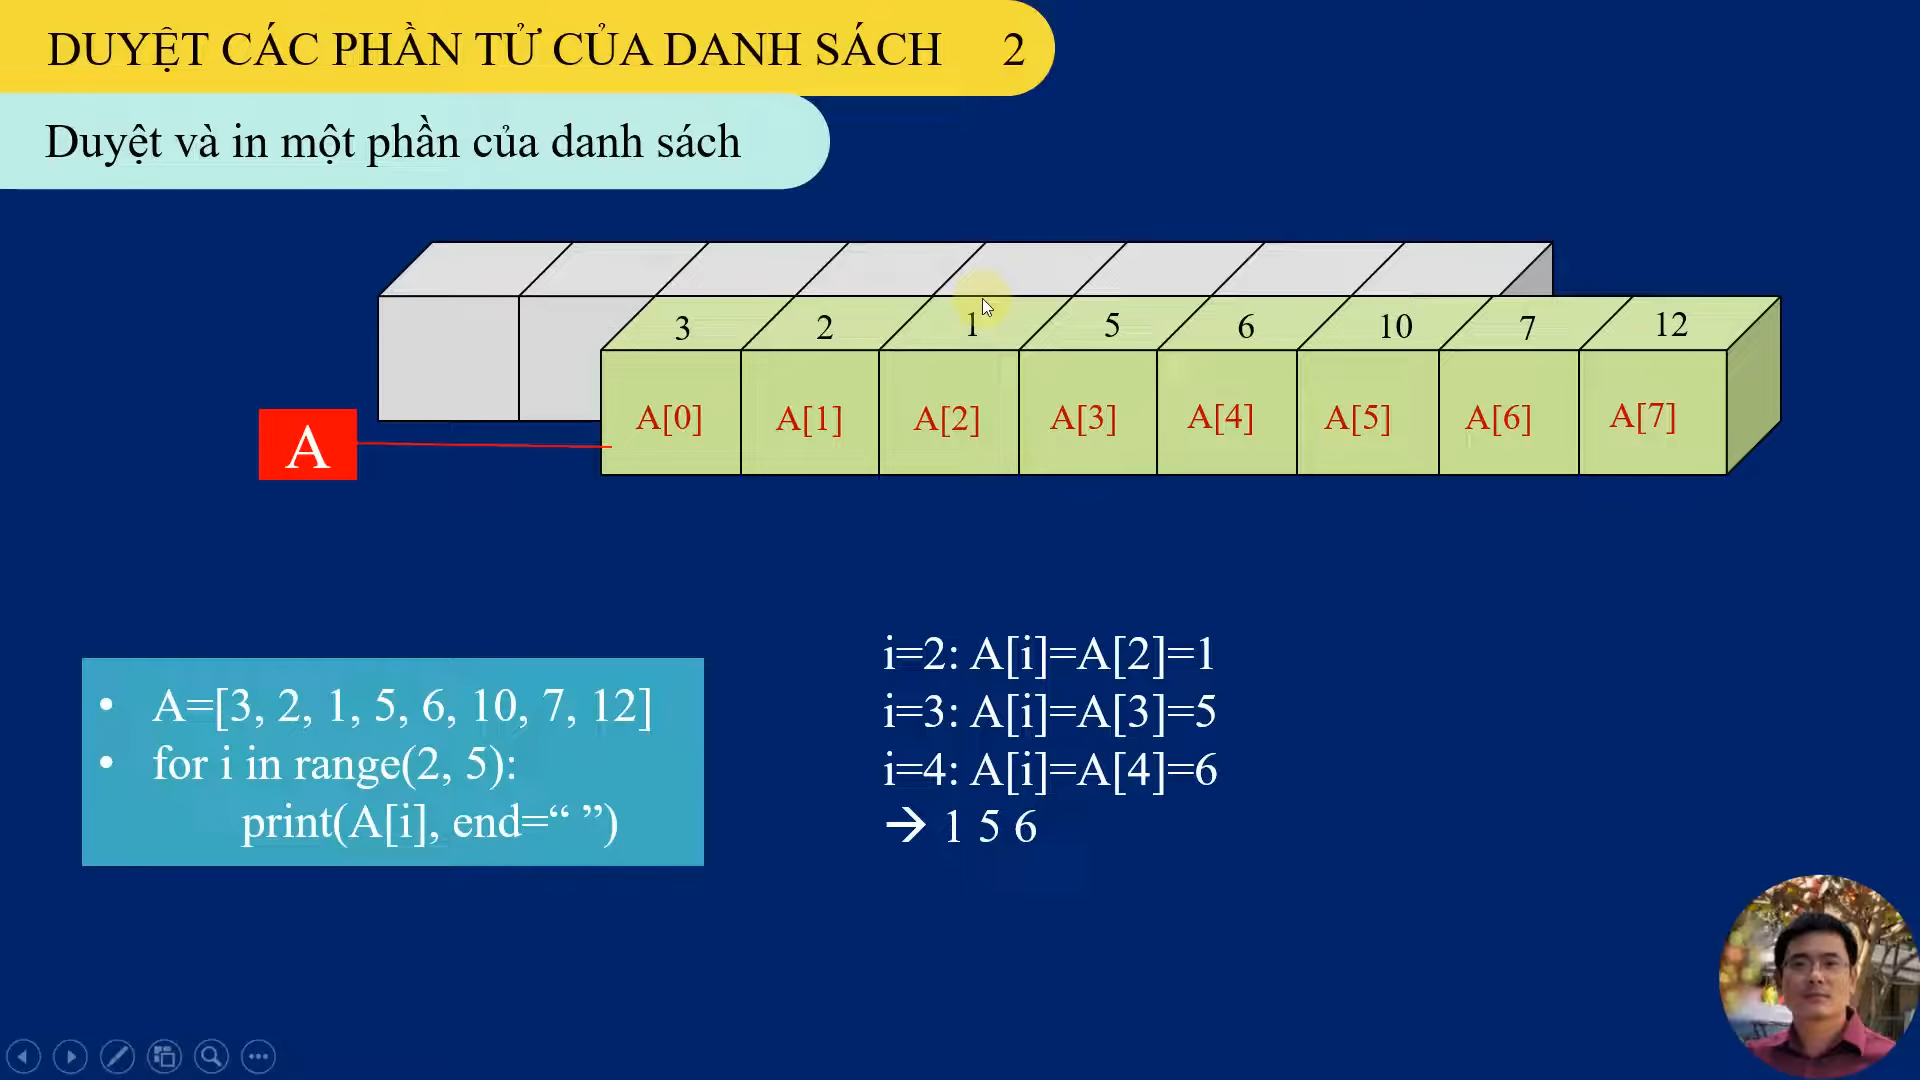 DUYỆT CÁC PHẦN TỬ CỦA DANH SÁCH 2
Duyệt và in một phần của danh sách
3 2 1 5 6 10 7 12
A[0] A[1] A[2] A[3] A[4] A[5] A[6] A[7]
A
• A=[3, 2, 1, 5, 6, 10, 7, 12]
• for i in range(2, 5):
print(A[i], end=“ ”)
i=2: A[i]=A[2]=1
i=3: A[i]=A[3]=5
i=4: A[i]=A[4]=6
→ 1 5 6